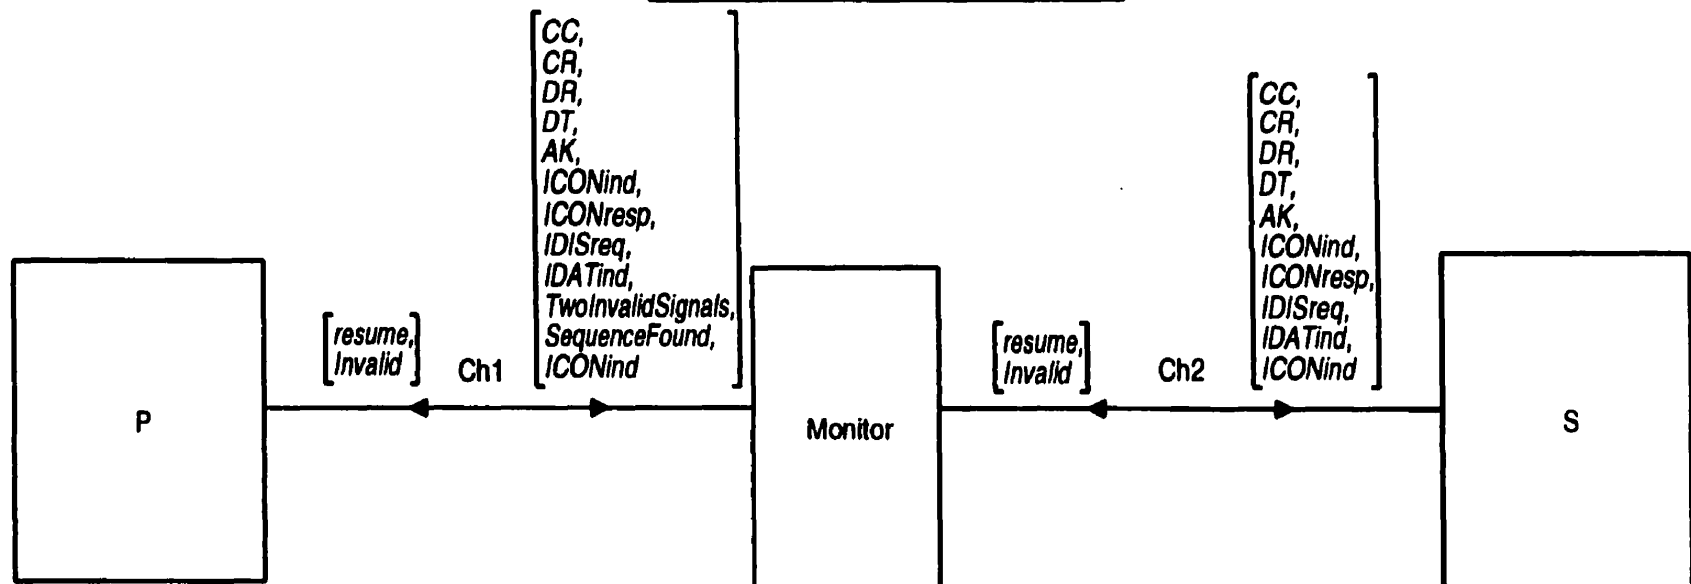 CC,
CR,
DR,
DT,
AK,
ICONind,
ICONresp,
IDISreq,
IDATind,
TwoInvalidSignals,
SequenceFound,
ICONind
CC,
CR,
DR,
DT,
AK,
ICONind,
ICONresp,
IDISreq,
IDATind,
ICONind
resume,
Invalid
Ch1
resume,
Invalid
Ch2
P
Monitor
S